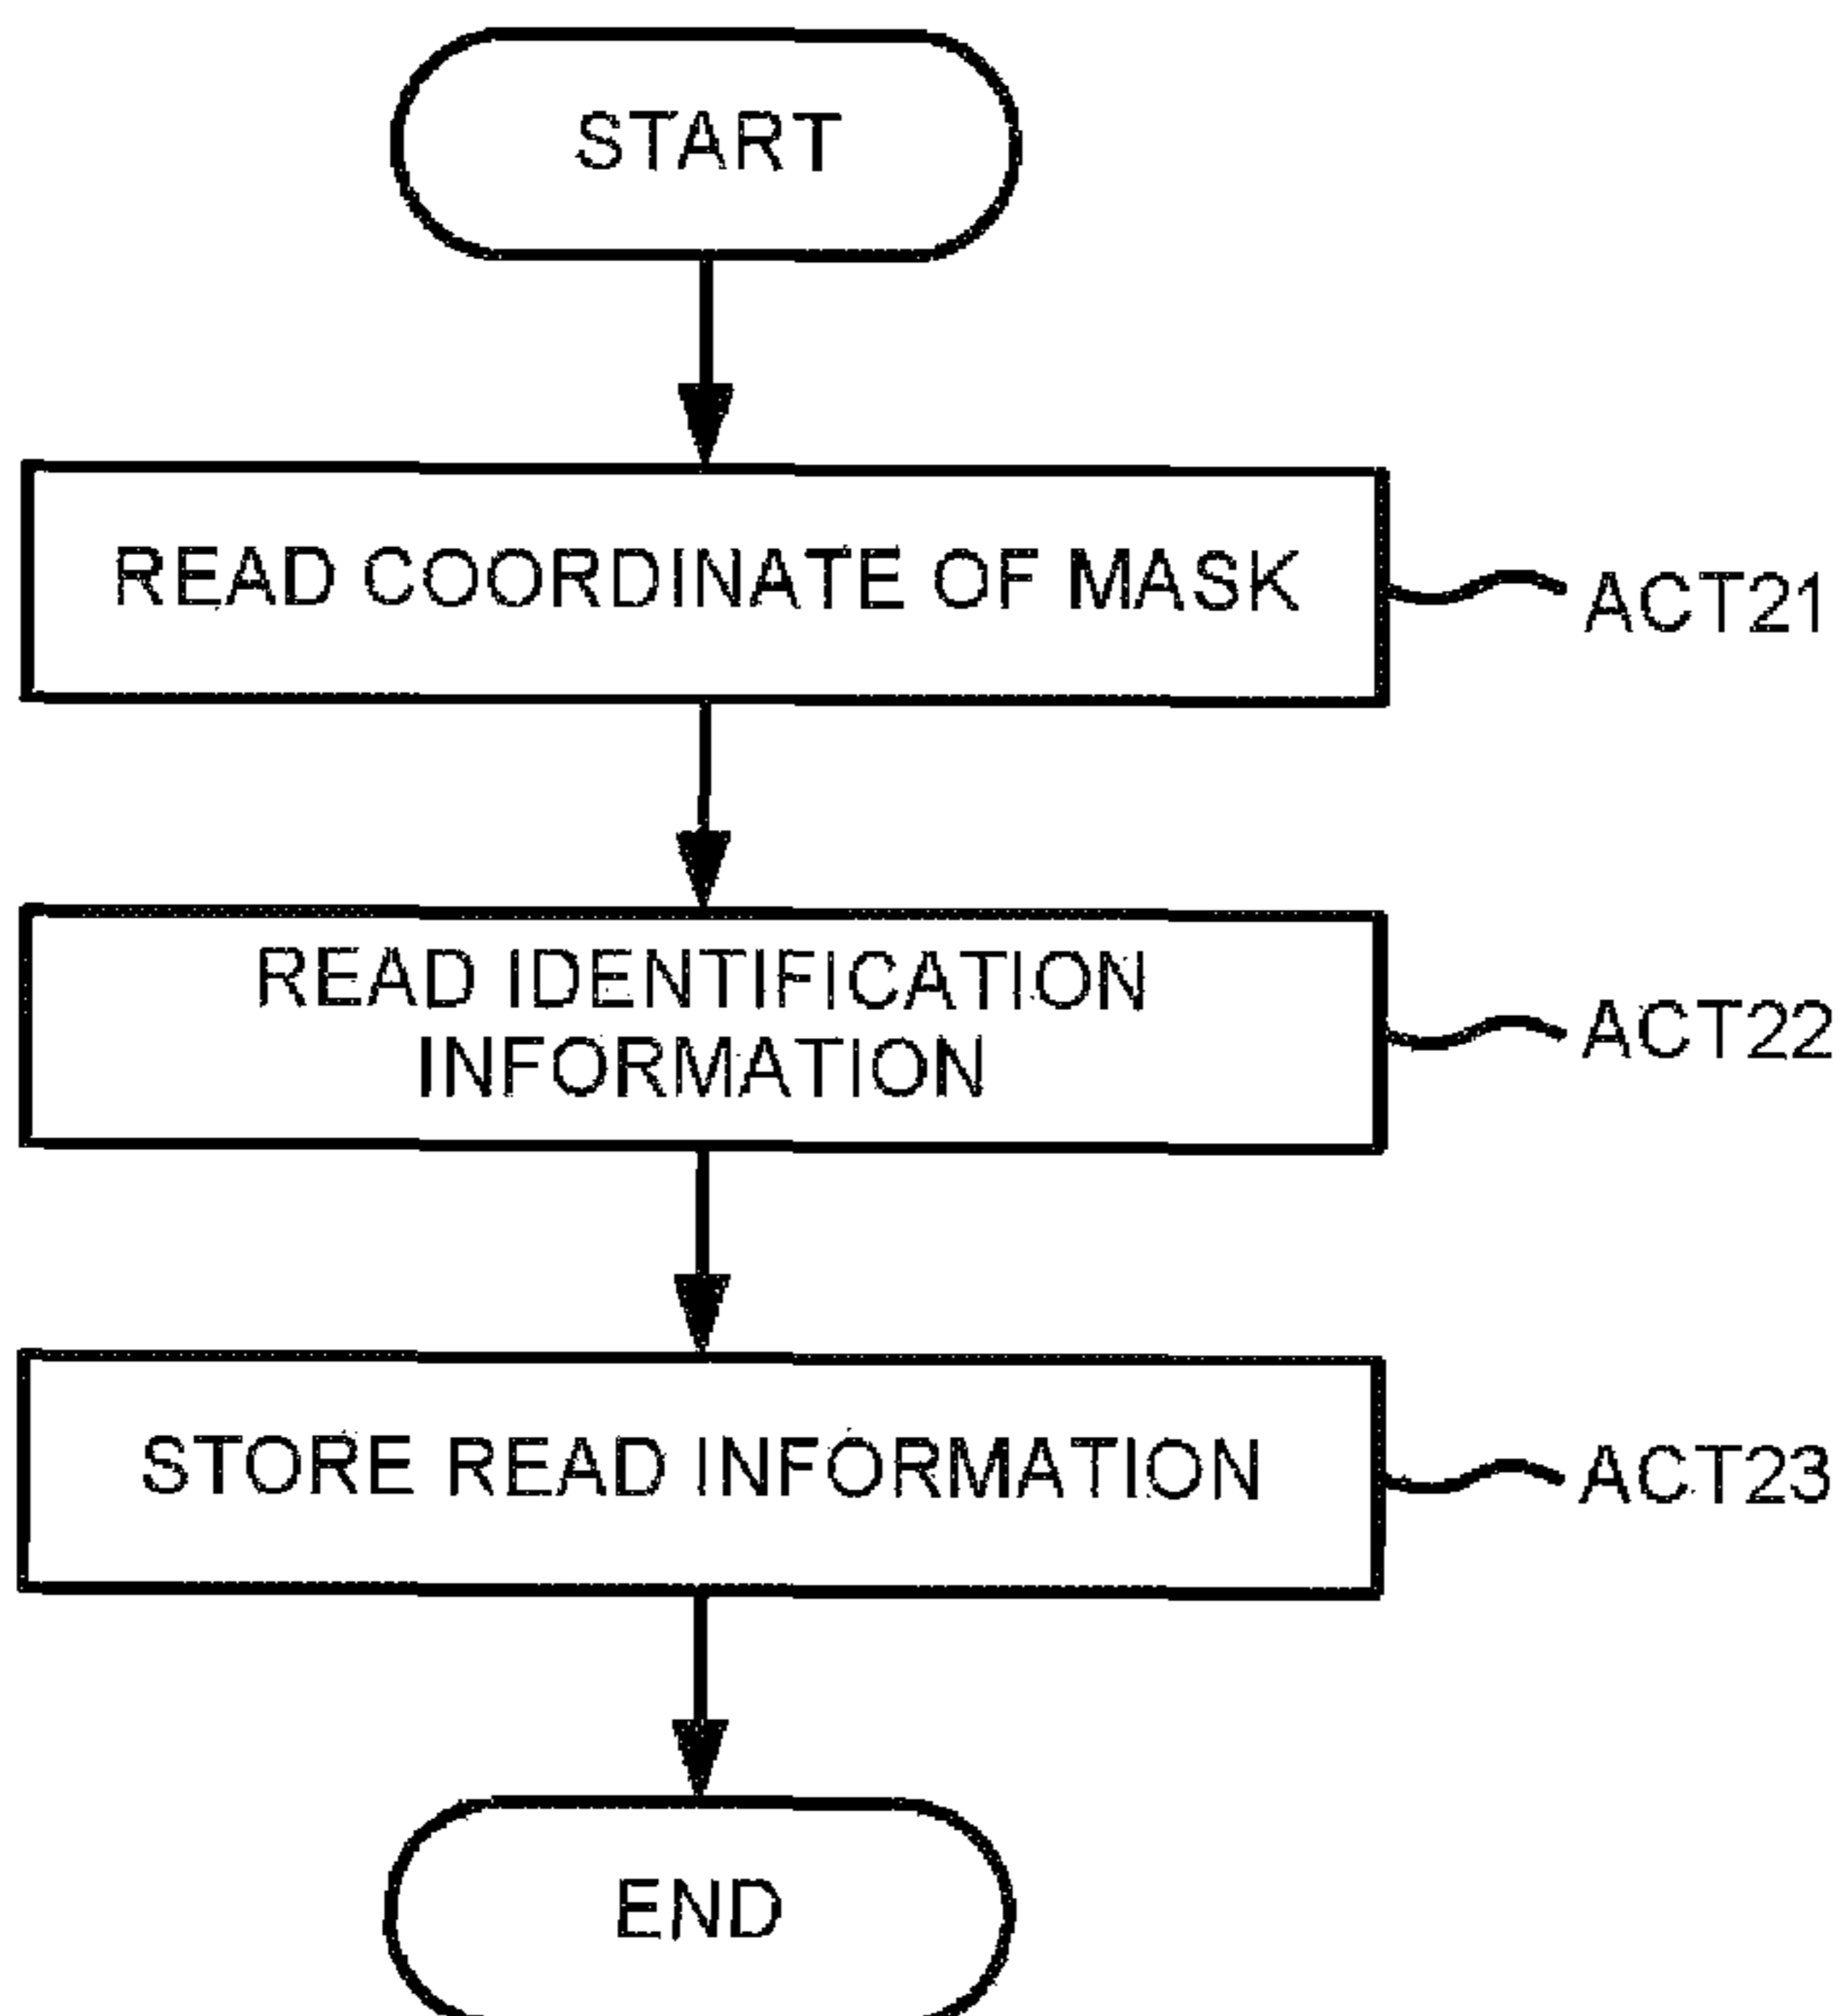 START
READ COORDINATE OF MASK
ACT21
READ IDENTIFICATION
INFORMATION
ACT22
STORE READ INFORMATION
ACT23
END